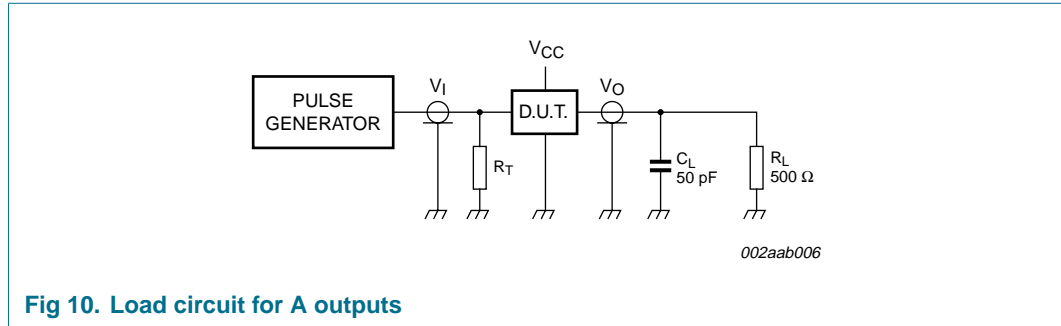 VCC
VI
VO
PULSE
GENERATOR
D.U.T.
RT
CL
50 pF
RL
500 Ω
002aab006
Fig 10. Load circuit for A outputs